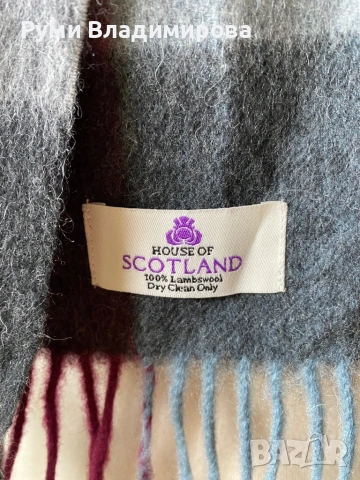 Руми Владимирова
HOUSE OF
SCOTLAND
100% Lambswool
Dry Clean Only
BAZAR